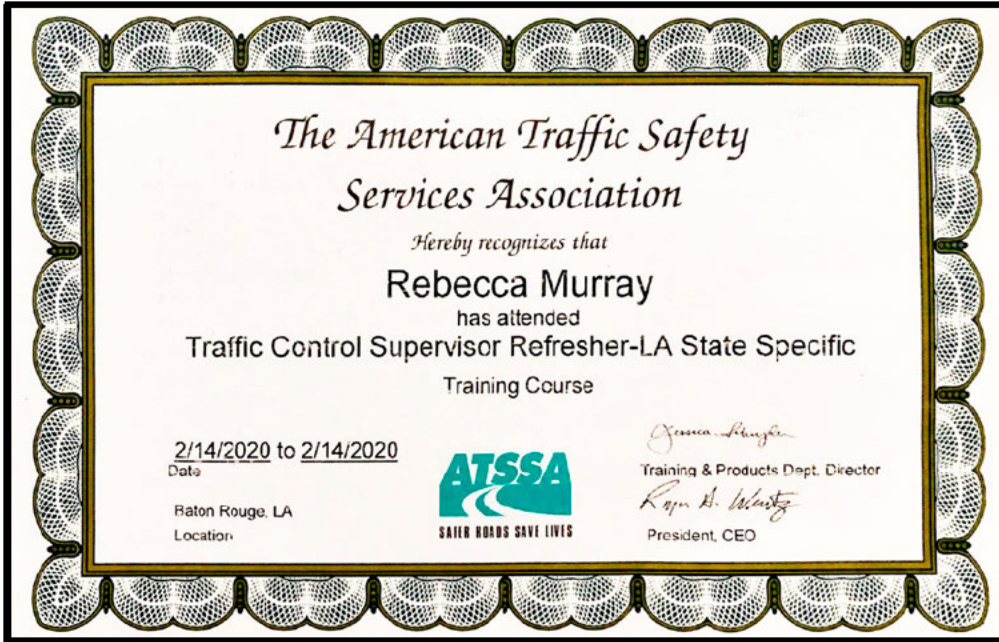 The American Traffic Safety
Services Association
Hereby recognizes that
Rebecca Murray
has attended
Traffic Control Supervisor Refresher-LA State Specific
Training Course
2/14/2020 to 2/14/2020
Date
Baton Rouge, LA
Location
ATSSA
SAFER ROADS SAVE LIVES
Jessica
Training & Products Dept. Director
President, CEO